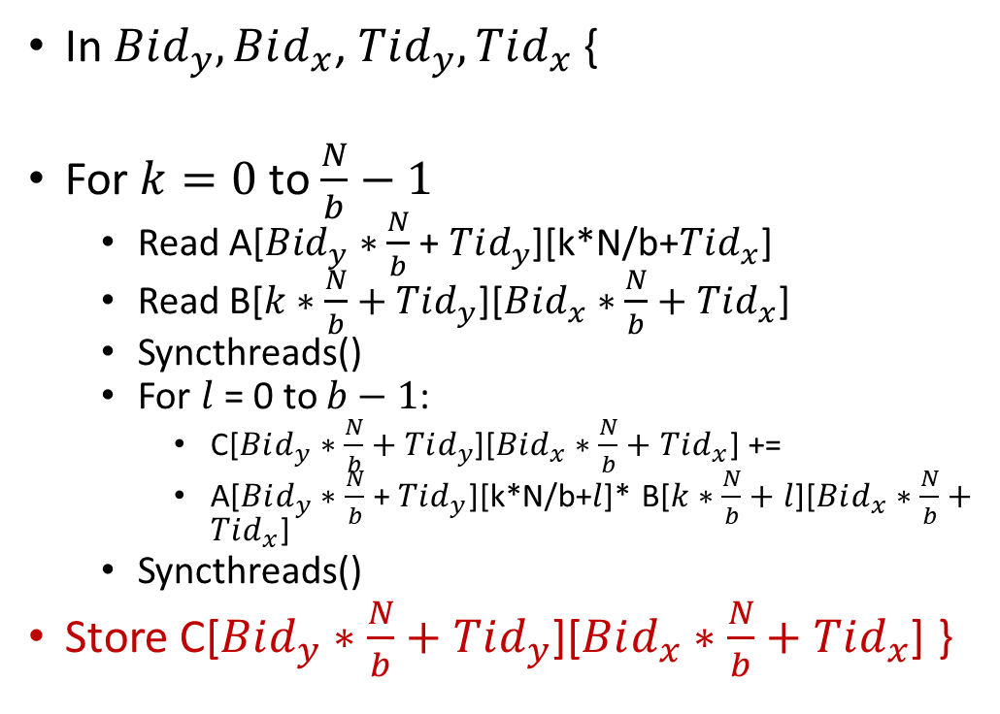 • In $Bid_y, Bid_x, Tid_y, Tid_x$ {
• For $k = 0$ to $\frac{N}{b} - 1$
• Read A[$Bid_y * \frac{N}{b} + Tid_y$][k*N/b+$Tid_x$]
• Read B[$k * \frac{N}{b} + Tid_y$][$Bid_x * \frac{N}{b} + Tid_x$]
• Syncthreads()
• For $l$ = 0 to $b - 1$:
• C[$Bid_y * \frac{N}{b} + Tid_y$][$Bid_x * \frac{N}{b} + Tid_x$] +=
• A[$Bid_y * \frac{N}{b} + Tid_y$][k*N/b+$l$]* B[$k * \frac{N}{b} + l$][$Bid_x * \frac{N}{b} +$
$Tid_x$]
• Syncthreads()
• Store C[$Bid_y * \frac{N}{b} + Tid_y$][$Bid_x * \frac{N}{b} + Tid_x$] }